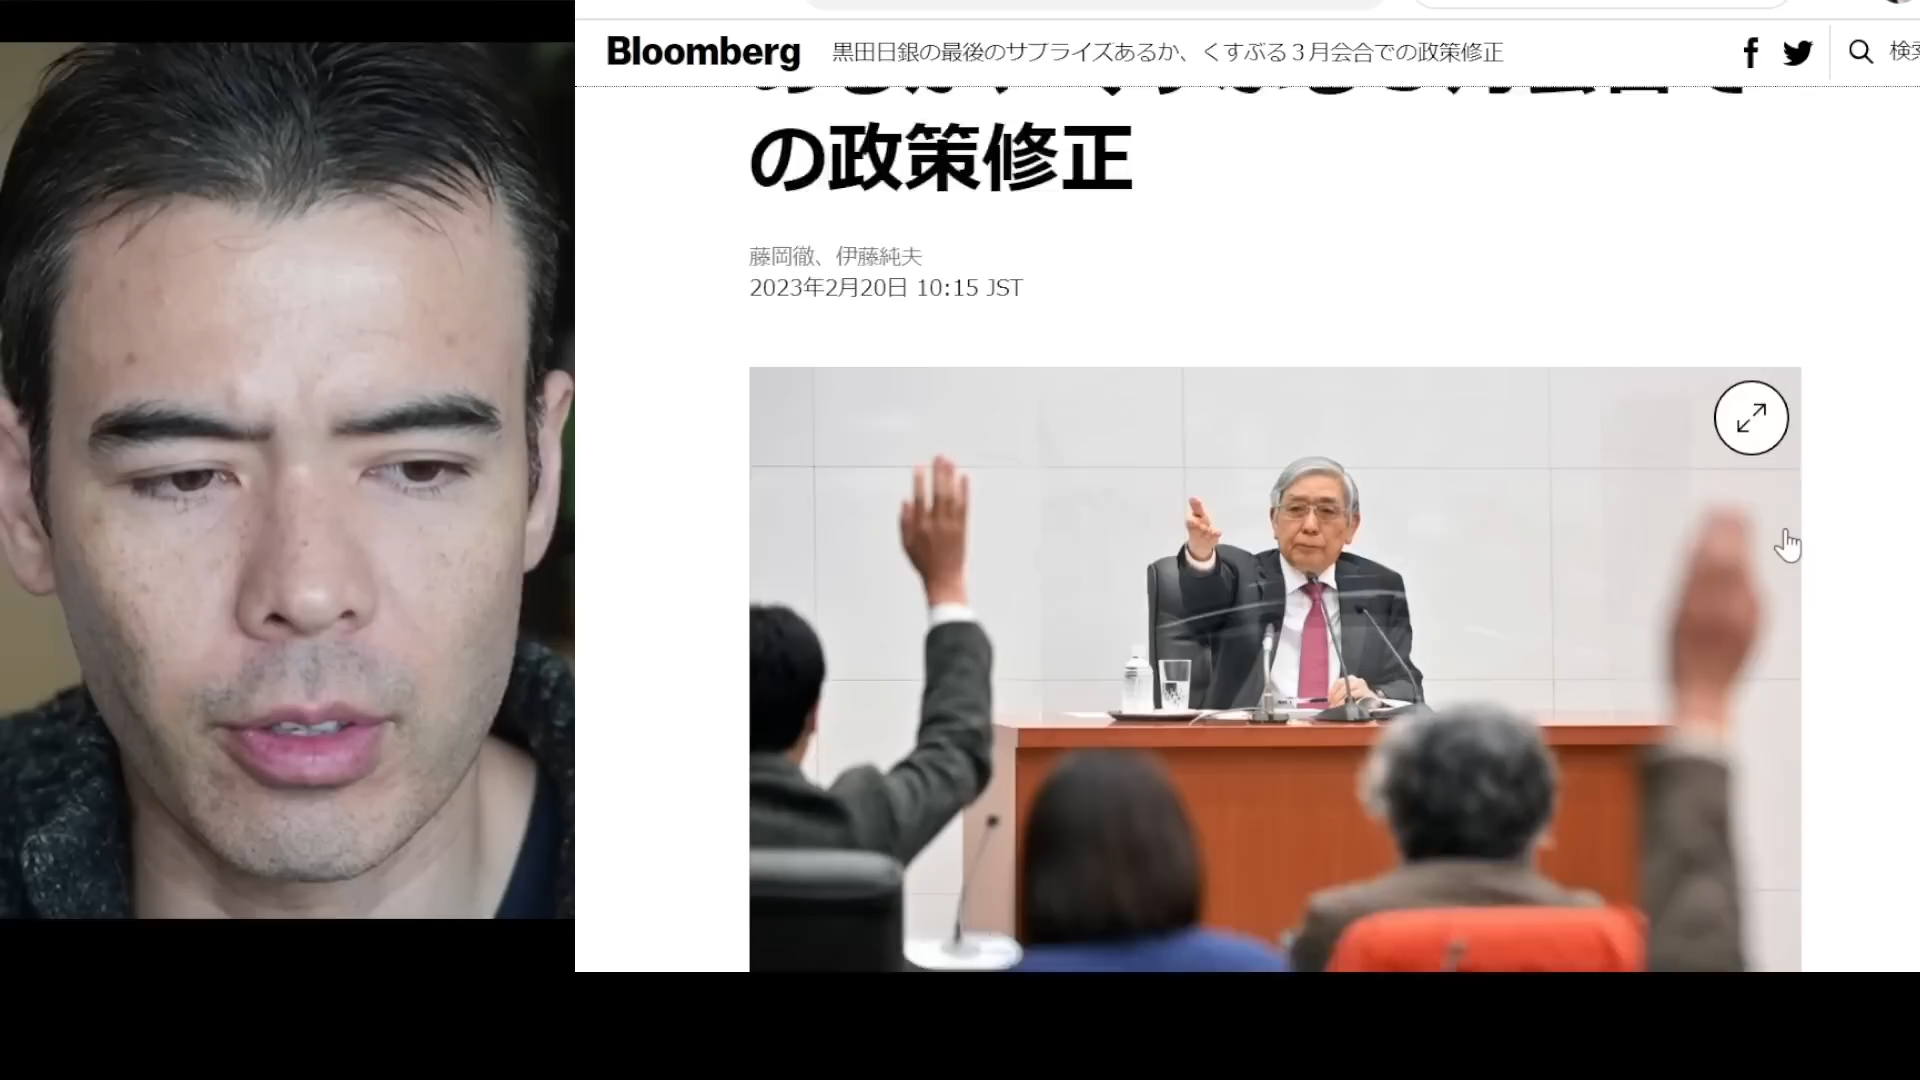 Bloomberg 黒田日銀の最後のサプライズあるか、くすぶる3月会合での政策修正
の政策修正
藤岡徹、伊藤純夫
2023年2月20日 10:15 JST